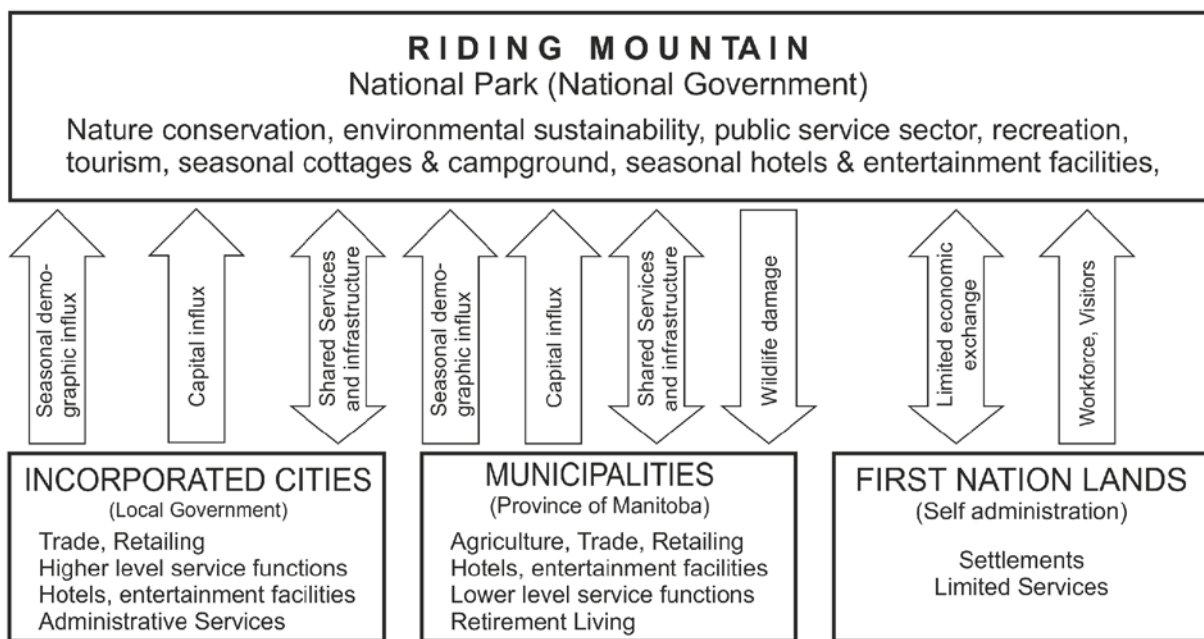 RIDING MOUNTAIN
National Park (National Government)
Nature conservation, environmental sustainability, public service sector, recreation,
tourism, seasonal cottages & campground, seasonal hotels & entertainment facilities,
Seasonal demo-
graphic influx
Capital influx
Shared Services
and infrastructure
Seasonal demo-
graphic influx
Capital influx
Shared Services
and infrastructure
Wildlife damage
Limited economic
exchange
Workforce, Visitors
INCORPORATED CITIES
(Local Government)
Trade, Retailing
Higher level service functions
Hotels, entertainment facilities
Administrative Services
MUNICIPALITIES
(Province of Manitoba)
Agriculture, Trade, Retailing
Hotels, entertainment facilities
Lower level service functions
Retirement Living
FIRST NATION LANDS
(Self administration)
Settlements
Limited Services